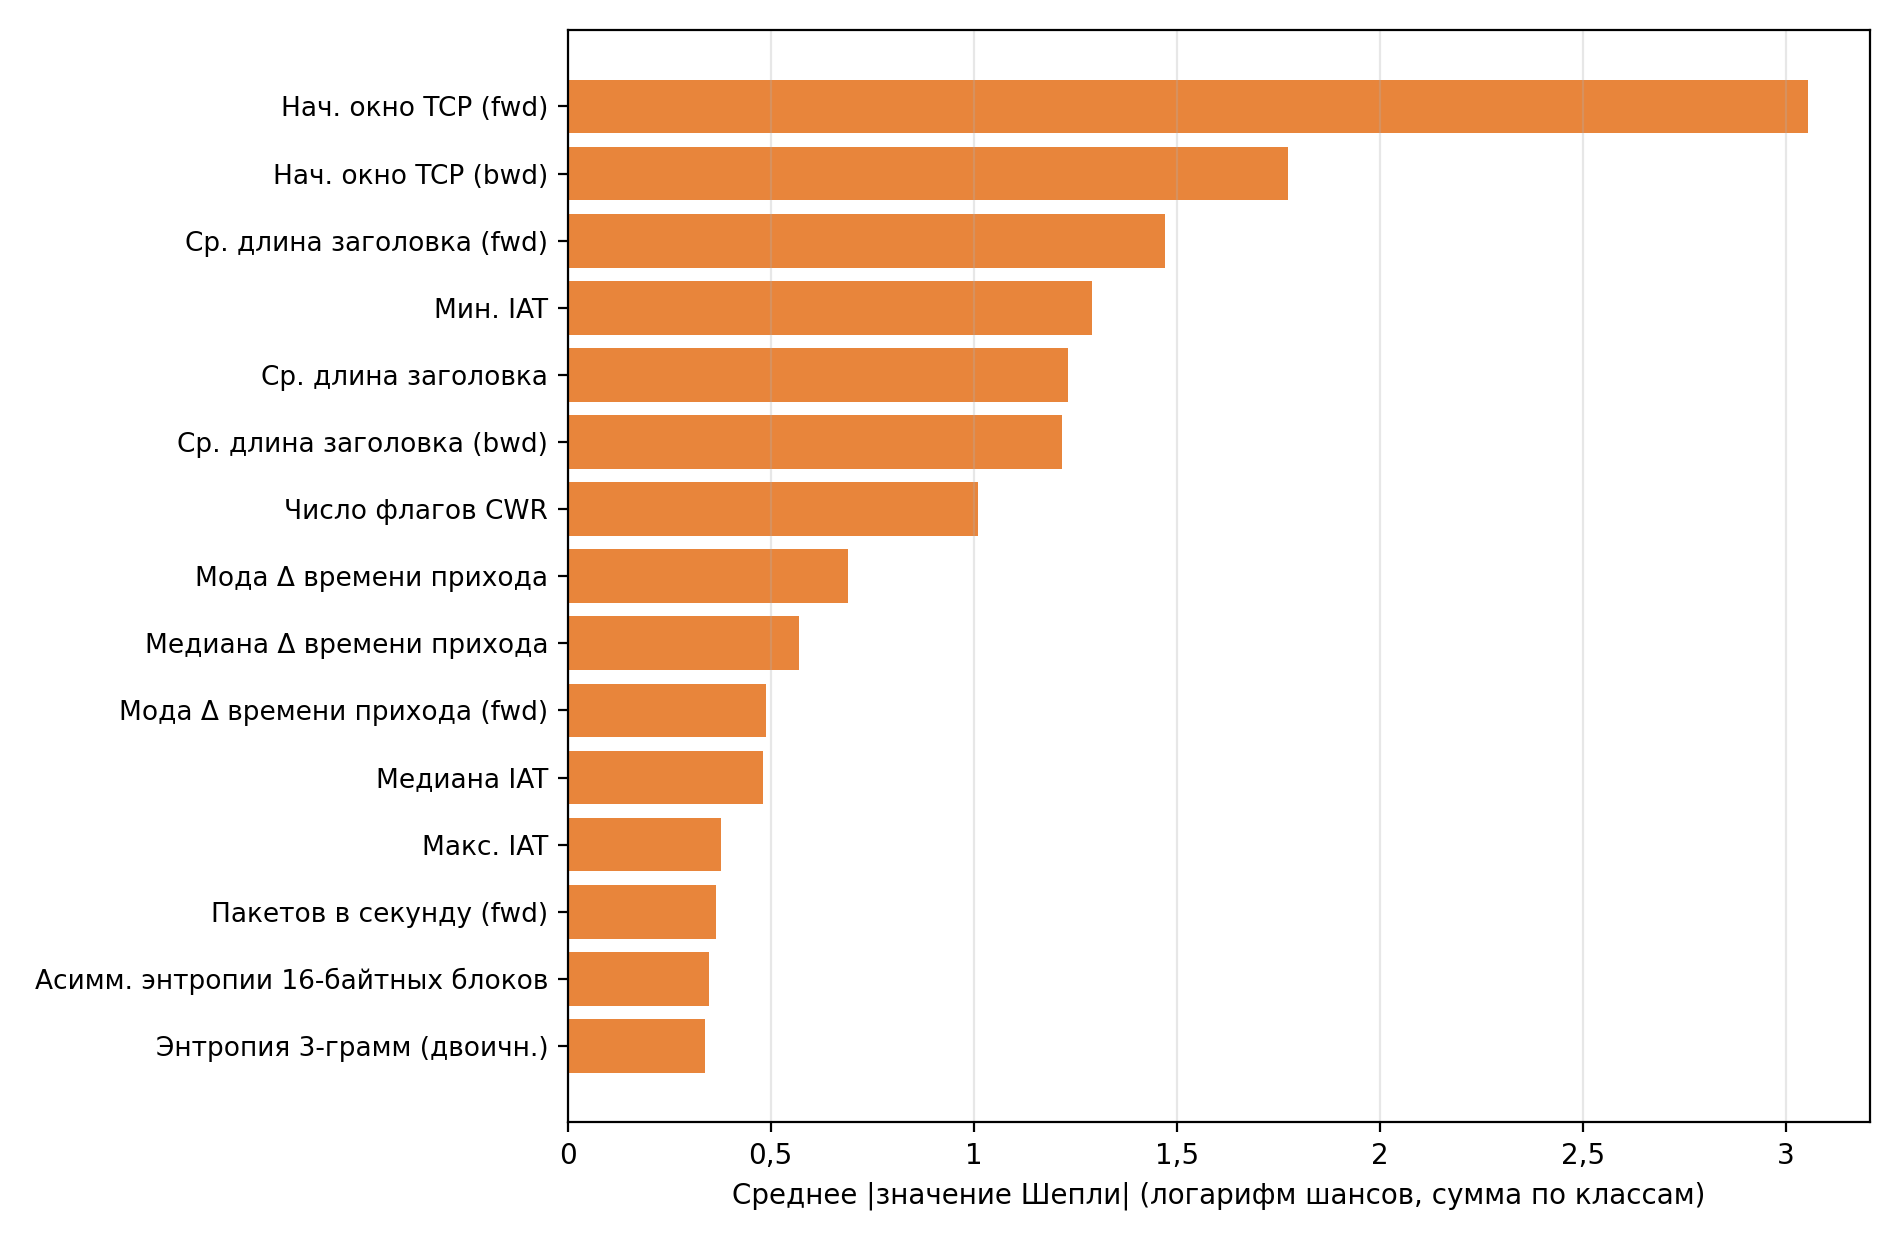 Нач. окно TCP (fwd)
Нач. окно TCP (bwd)
Ср. длина заголовка (fwd)
Мин. IAT
Ср. длина заголовка
Ср. длина заголовка (bwd)
Число флагов CWR
Мода Δ времени прихода
Медиана Δ времени прихода
Мода Δ времени прихода (fwd)
Медиана IAT
Макс. IAT
Пакетов в секунду (fwd)
Асимм. энтропии 16-байтных блоков
Энтропия 3-грамм (двоичн.)
0 0,5 1 1,5 2 2,5 3
Среднее |значение Шепли| (логарифм шансов, сумма по классам)